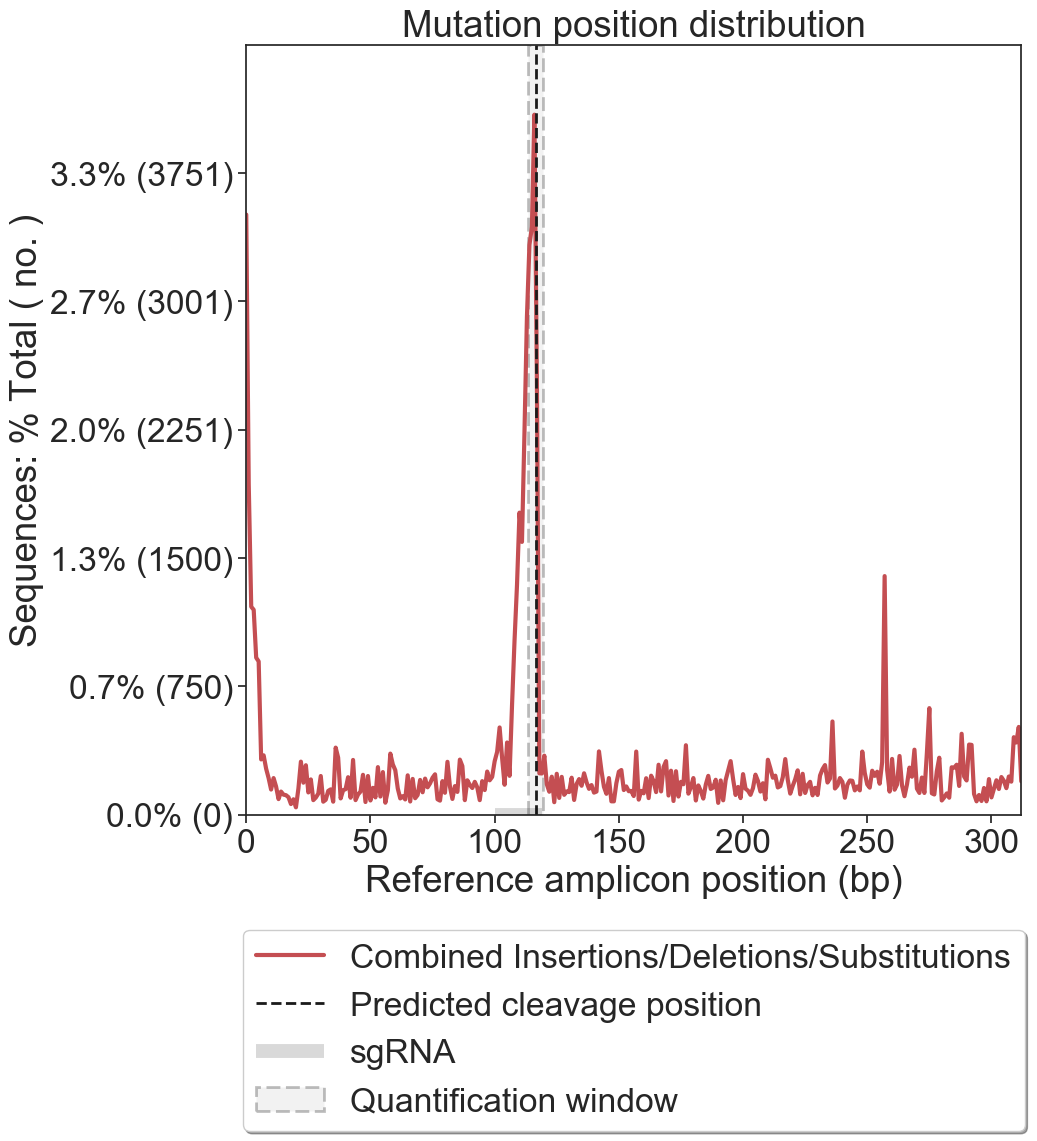 Mutation position distribution
Sequences: % Total ( no. )
3.3% (3751)
2.7% (3001)
2.0% (2251)
1.3% (1500)
0.7% (750)
0.0% (0)
0 50 100 150 200 250 300
Reference amplicon position (bp)
Combined Insertions/Deletions/Substitutions
Predicted cleavage position
sgRNA
Quantification window